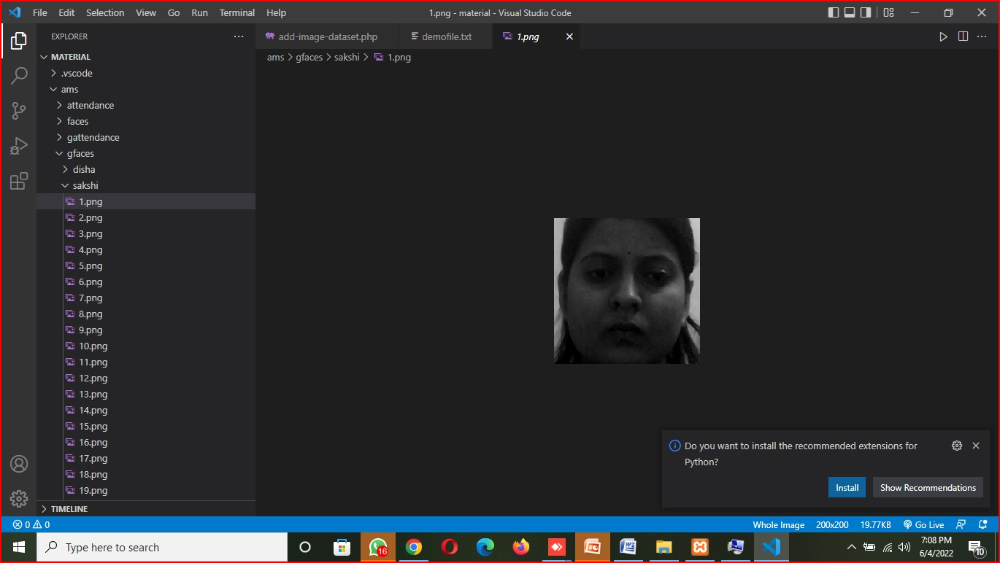 File Edit Selection View Go Run Terminal Help
1.png - material - Visual Studio Code
EXPLORER
add-image-dataset.php
demofile.txt
1.png
MATERIAL
ams > gfaces > sakshi > 1.png
.vscode
ams
attendance
faces
gattendance
gfaces
disha
sakshi
1.png
2.png
3.png
4.png
5.png
6.png
7.png
8.png
9.png
10.png
11.png
12.png
13.png
14.png
15.png
16.png
17.png
18.png
19.png
TIMELINE
Do you want to install the recommended extensions for
Python?
Install
Show Recommendations
0 0
Whole Image 200x200 19.77KB Go Live
Type here to search
16
7:08 PM
6/4/2022
10